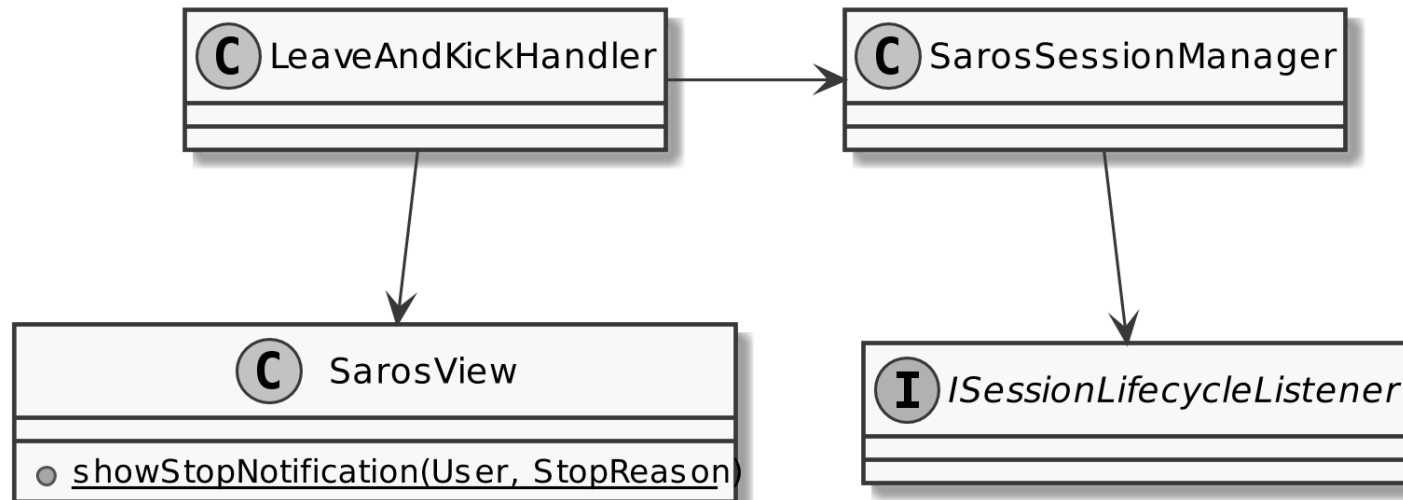 C LeaveAndKickHandler
C SarosSessionManager
C SarosView
showStopNotification(User, StopReason)
I ISessionLifecycleListener